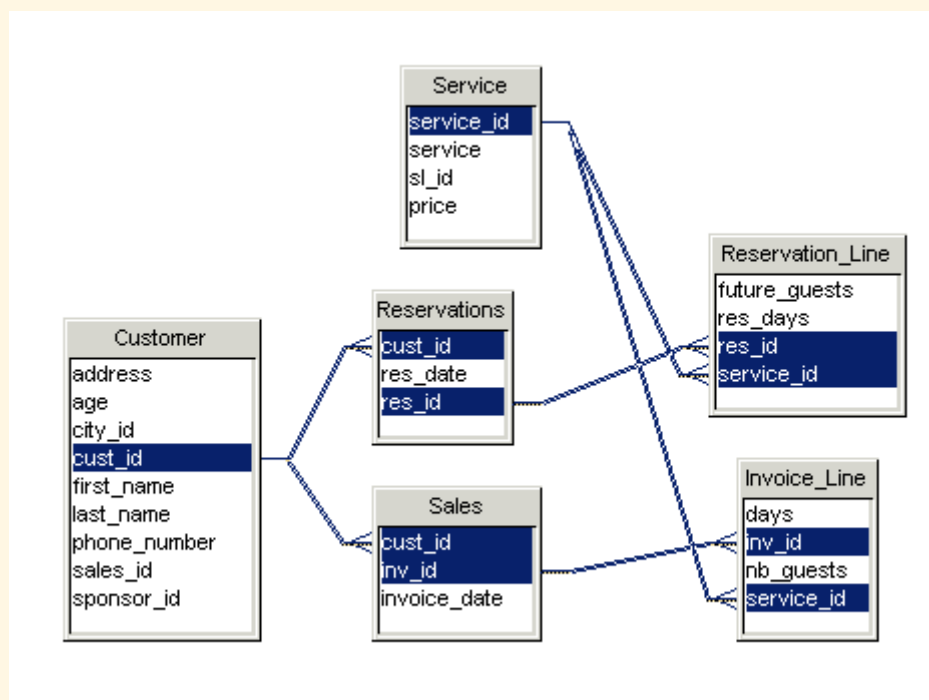 Service
service_id
service
sl_id
price
Reservation_Line
future_guests
res_days
res_id
service_id
Reservations
cust_id
res_date
res_id
Customer
address
age
city_id
cust_id
first_name
last_name
phone_number
sales_id
sponsor_id
Sales
cust_id
inv_id
invoice_date
Invoice_Line
days
inv_id
nb_guests
service_id